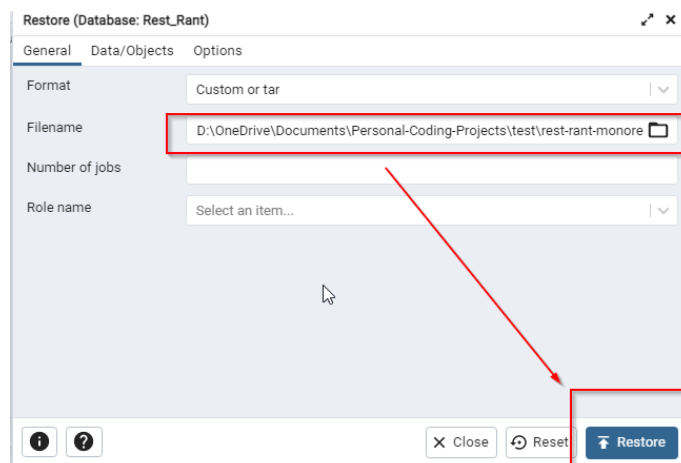 Restore (Database: Rest_Rant)
General Data/Objects Options
Format Custom or tar
Filename D:\OneDrive\Documents\Personal-Coding-Projects\test\rest-rant-monore
Number of jobs
Role name Select an item...
Close Reset Restore